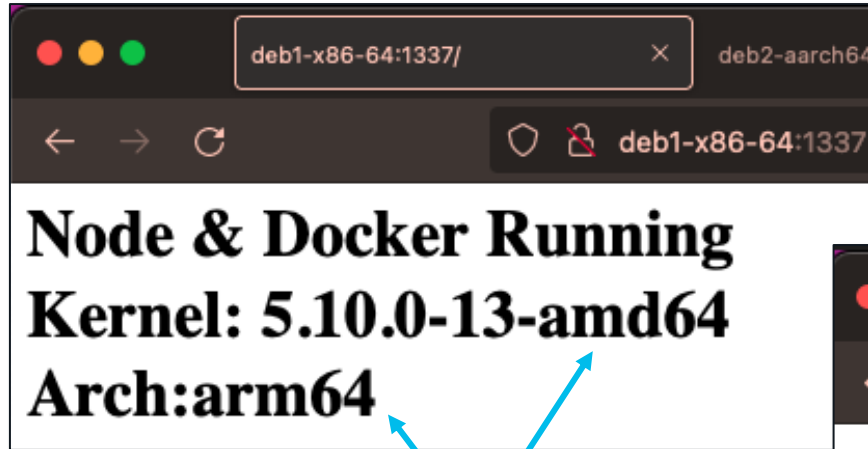 deb1-x86-64:1337/
deb2-aarch64
deb1-x86-64:1337
Node & Docker Running
Kernel: 5.10.0-13-amd64
Arch:arm64